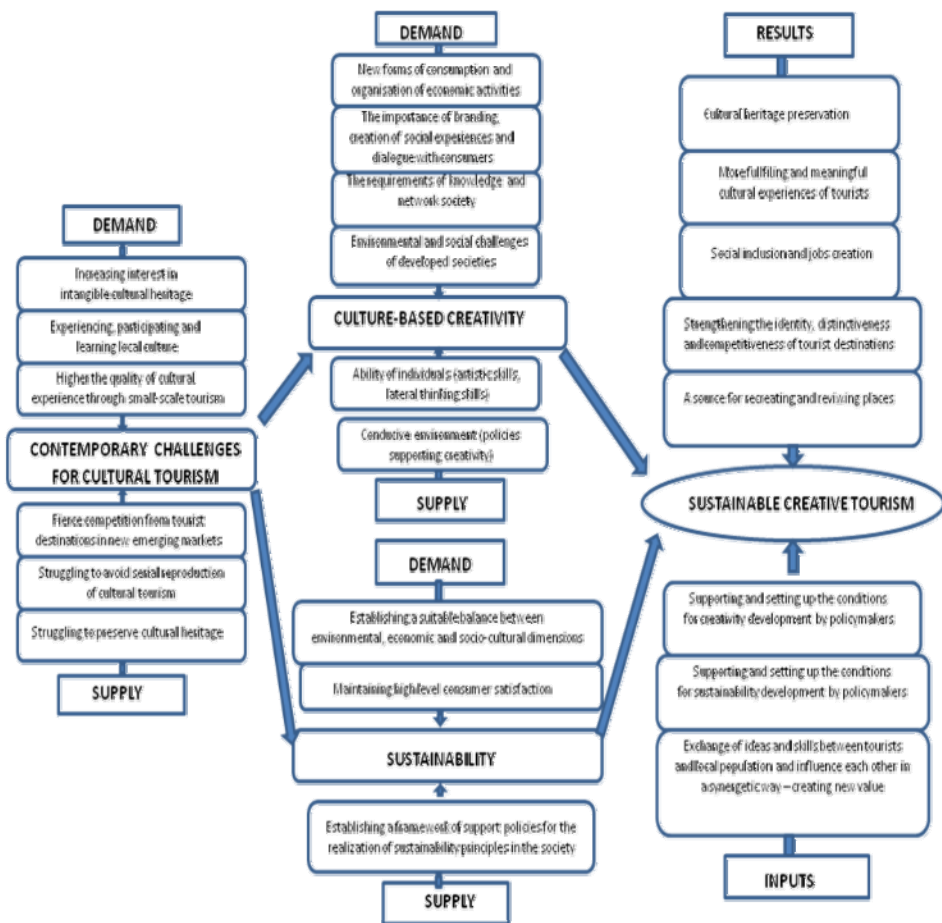 DEMAND
Increasing interest in
intangible cultural heritage
Experiencing, participating and
learning local culture
Higher the quality of cultural
experience through small-scale tourism
CONTEMPORARY CHALLENGES
FOR CULTURAL TOURISM
Fierce competition from tourist
destinations in new emerging markets
Struggling to avoid serial reproduction
of cultural tourism
Struggling to preserve cultural heritage
SUPPLY
DEMAND
New forms of consumption and
organisation of economic activities
The importance of branding,
creation of social experiences and
dialogue with consumers
The requirements of knowledge and
network society
Environmental and social challenges
of developed societies
CULTURE-BASED CREATIVITY
Ability of individuals (artistic skills,
lateral thinking skills)
Conducive environment (policies
supporting creativity)
SUPPLY
DEMAND
Establishing a suitable balance between
environmental, economic and socio-cultural dimensions
Maintaining high level consumer satisfaction
SUSTAINABILITY
Establishing a framework of support policies for the
realization of sustainability principles in the society
SUPPLY
RESULTS
Cultural heritage preservation
More fulfiling and meaningful
cultural experiences of tourists
Social inclusion and jobs creation
Strengthening the identity, distinctiveness
and competitiveness of tourist destinations
A source for recreating and reviving places
SUSTAINABLE CREATIVE TOURISM
Supporting and setting up the conditions
for creativity development by policymakers
Supporting and setting up the conditions
for sustainability development by policymakers
Exchange of ideas and skills between tourists
and local population and influence each other in
a synergetic way – creating new value
INPUTS